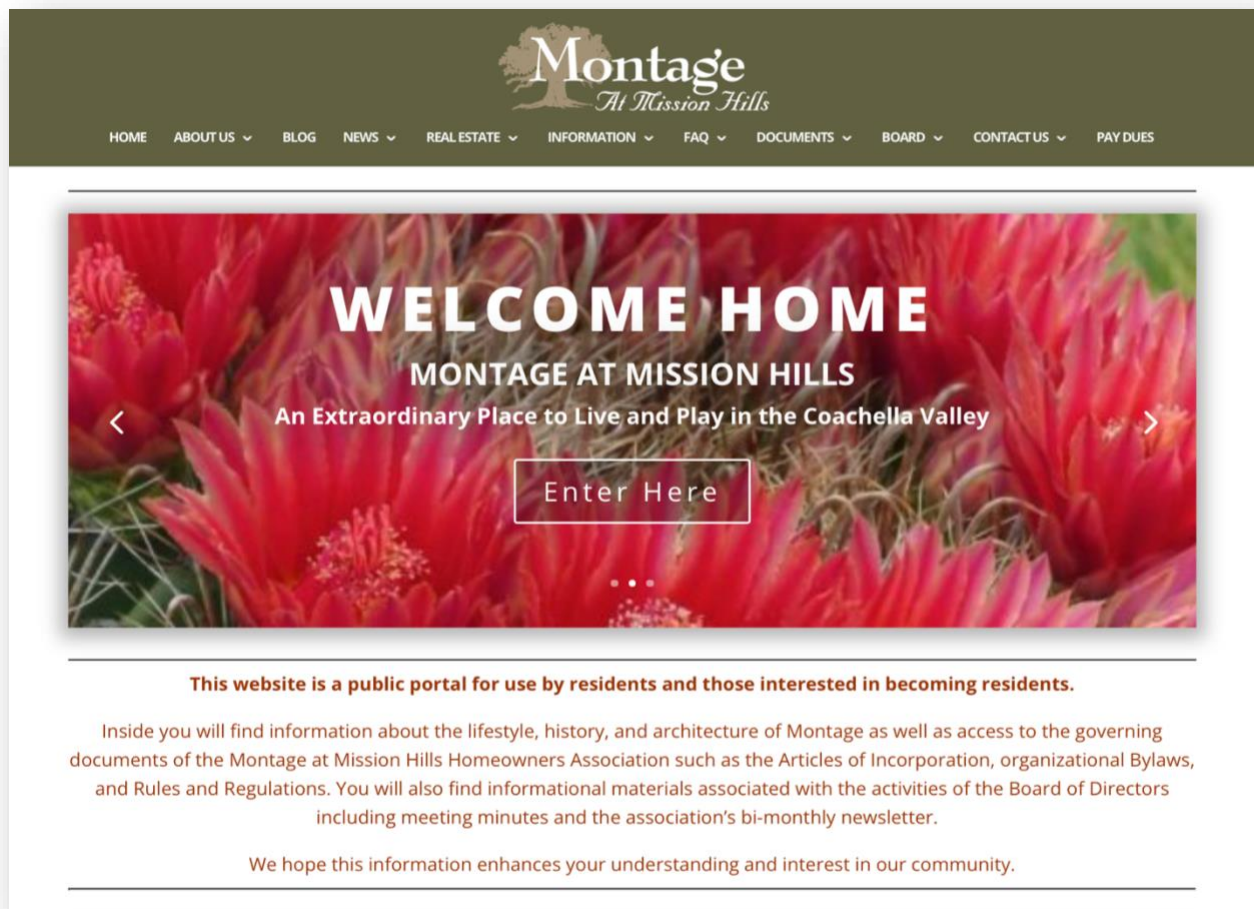 Montage
At Mission Hills
HOME ABOUT US BLOG NEWS REAL ESTATE INFORMATION FAQ DOCUMENTS BOARD CONTACT US PAY DUES
WELCOME HOME
MONTAGE AT MISSION HILLS
An Extraordinary Place to Live and Play in the Coachella Valley
Enter Here
This website is a public portal for use by residents and those interested in becoming residents.
Inside you will find information about the lifestyle, history, and architecture of Montage as well as access to the governing
documents of the Montage at Mission Hills Homeowners Association such as the Articles of Incorporation, organizational Bylaws,
and Rules and Regulations. You will also find informational materials associated with the activities of the Board of Directors
including meeting minutes and the association’s bi-monthly newsletter.
We hope this information enhances your understanding and interest in our community.